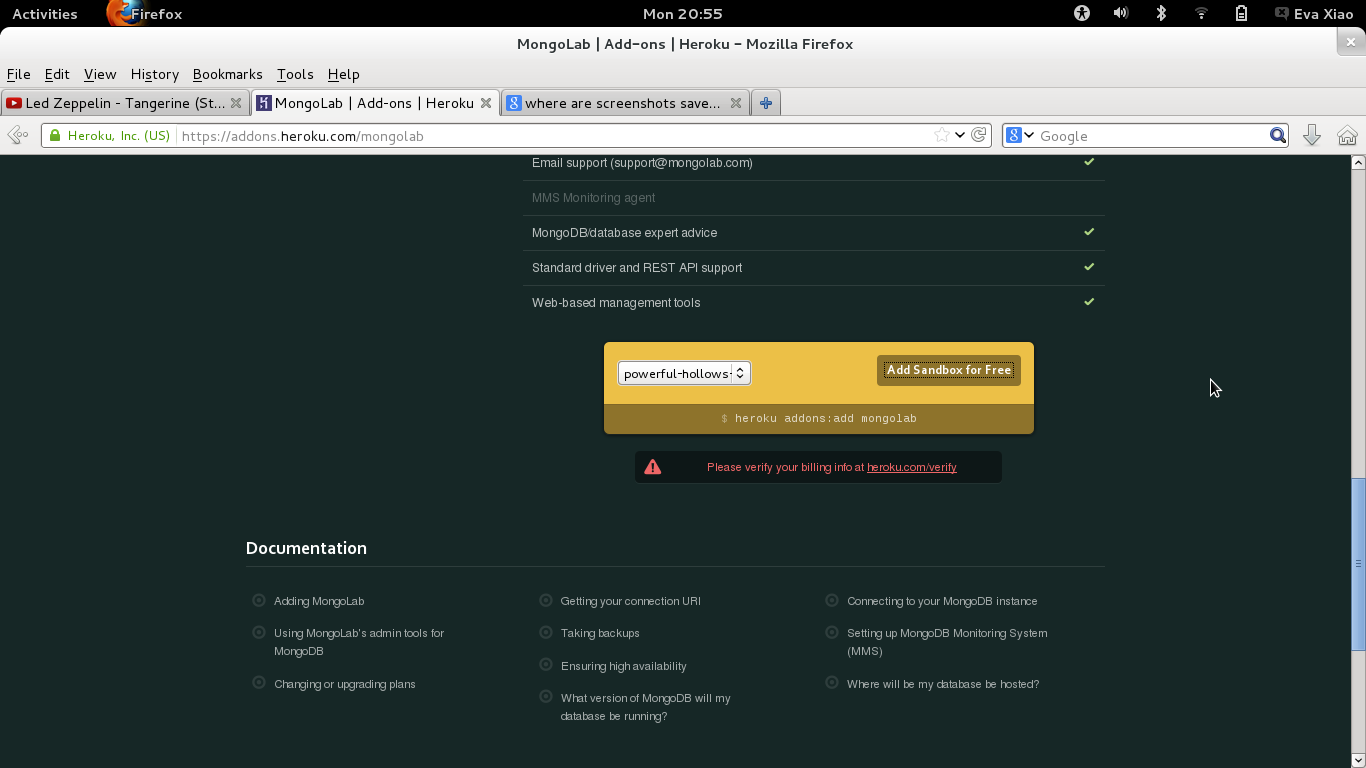 Activities Firefox Mon 20:55 Eva Xiao
MongoLab | Add-ons | Heroku - Mozilla Firefox
File Edit View History Bookmarks Tools Help
Led Zeppelin - Tangerine (St... MongoLab | Add-ons | Heroku where are screenshots save...
Heroku, Inc. (US) https://addons.heroku.com/mongolab Google
Email support (support@mongolab.com)
MMS Monitoring agent
MongoDB/database expert advice
Standard driver and REST API support
Web-based management tools
powerful-hollows- Add Sandbox for Free
$ heroku addons:add mongolab
Please verify your billing info at heroku.com/verify
Documentation
Adding MongoLab
Using MongoLab's admin tools for
MongoDB
Changing or upgrading plans
Getting your connection URI
Taking backups
Ensuring high availability
What version of MongoDB will my
database be running?
Connecting to your MongoDB instance
Setting up MongoDB Monitoring System
(MMS)
Where will be my database be hosted?